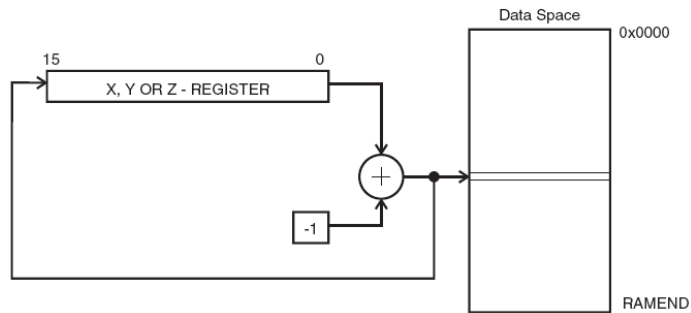 Data Space
0x0000
15 0
X, Y OR Z - REGISTER
+
-1
RAMEND